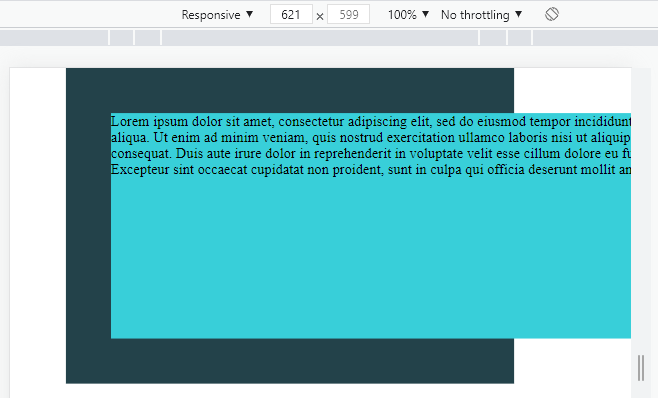 Responsive ▼ 621 × 599 100% ▼ No throttling ▼
Lorem ipsum dolor sit amet, consectetur adipiscing elit, sed do eiusmod tempor incididunt
aliqua. Ut enim ad minim veniam, quis nostrud exercitation ullamco laboris nisi ut aliquip
consequat. Duis aute irure dolor in reprehenderit in voluptate velit esse cillum dolore eu fu
Excepteur sint occaecat cupidatat non proident, sunt in culpa qui officia deserunt mollit an